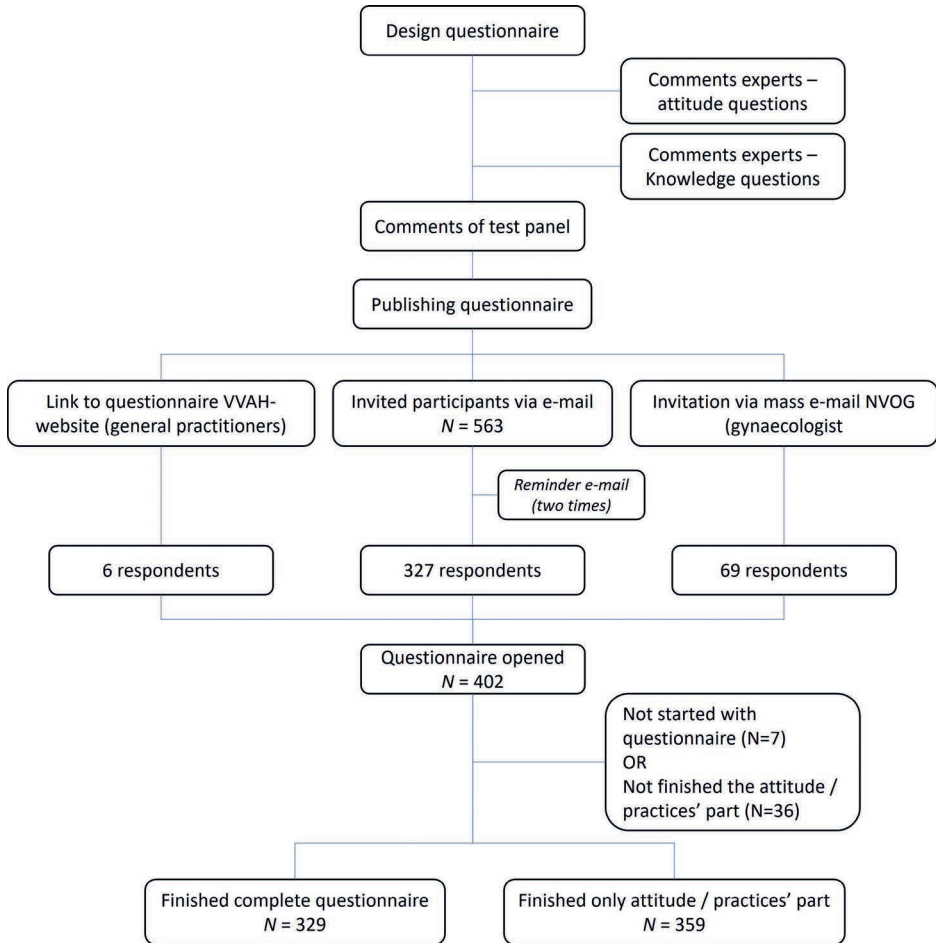 Design questionnaire
Comments experts –
attitude questions
Comments experts –
Knowledge questions
Comments of test panel
Publishing questionnaire
Link to questionnaire VVAH-
website (general practitioners)
Invited participants via e-mail
N = 563
Invitation via mass e-mail NVOG
(gynaecologist
Reminder e-mail
(two times)
6 respondents
327 respondents
69 respondents
Questionnaire opened
N = 402
Not started with
questionnaire (N=7)
OR
Not finished the attitude /
practices’ part (N=36)
Finished complete questionnaire
N = 329
Finished only attitude / practices’ part
N = 359